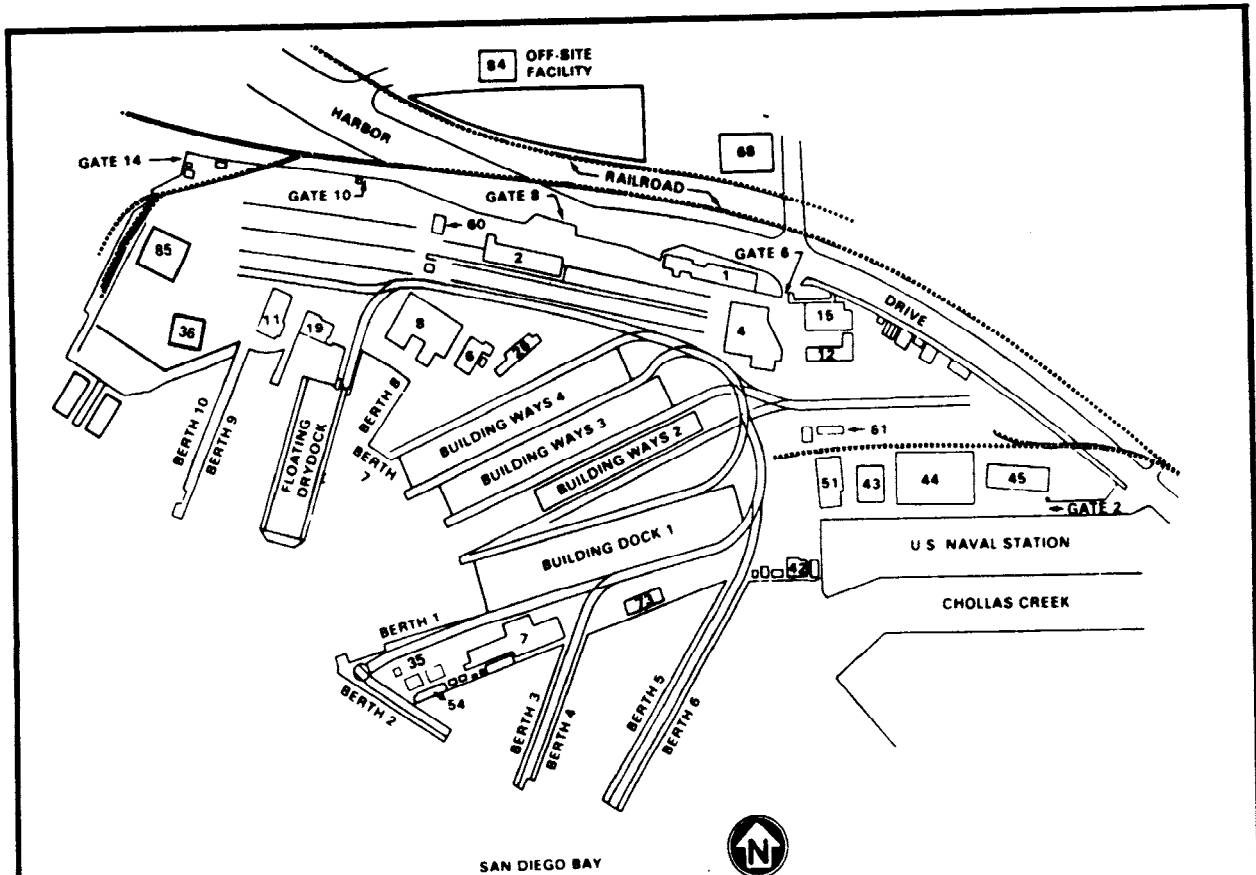 84 OFF-SITE
FACILITY
HARBOR
68
GATE 14
RAILROAD
GATE 10
GATE 8
60
GATE 6
85
2
1
DRIVE
11
19
36
4
15
12
6
28
BERTH 8
BERTH 7
BERTH 10
BERTH 9
FLOATING
DRYDOCK
BUILDING WAYS 4
BUILDING WAYS 3
BUILDING WAYS 2
61
51
43
44
45
GATE 2
BUILDING DOCK 1
U S NAVAL STATION
42
CHOLLAS CREEK
73
BERTH 1
7
35
54
BERTH 2
BERTH 3
BERTH 4
BERTH 5
BERTH 6
N
SAN DIEGO BAY